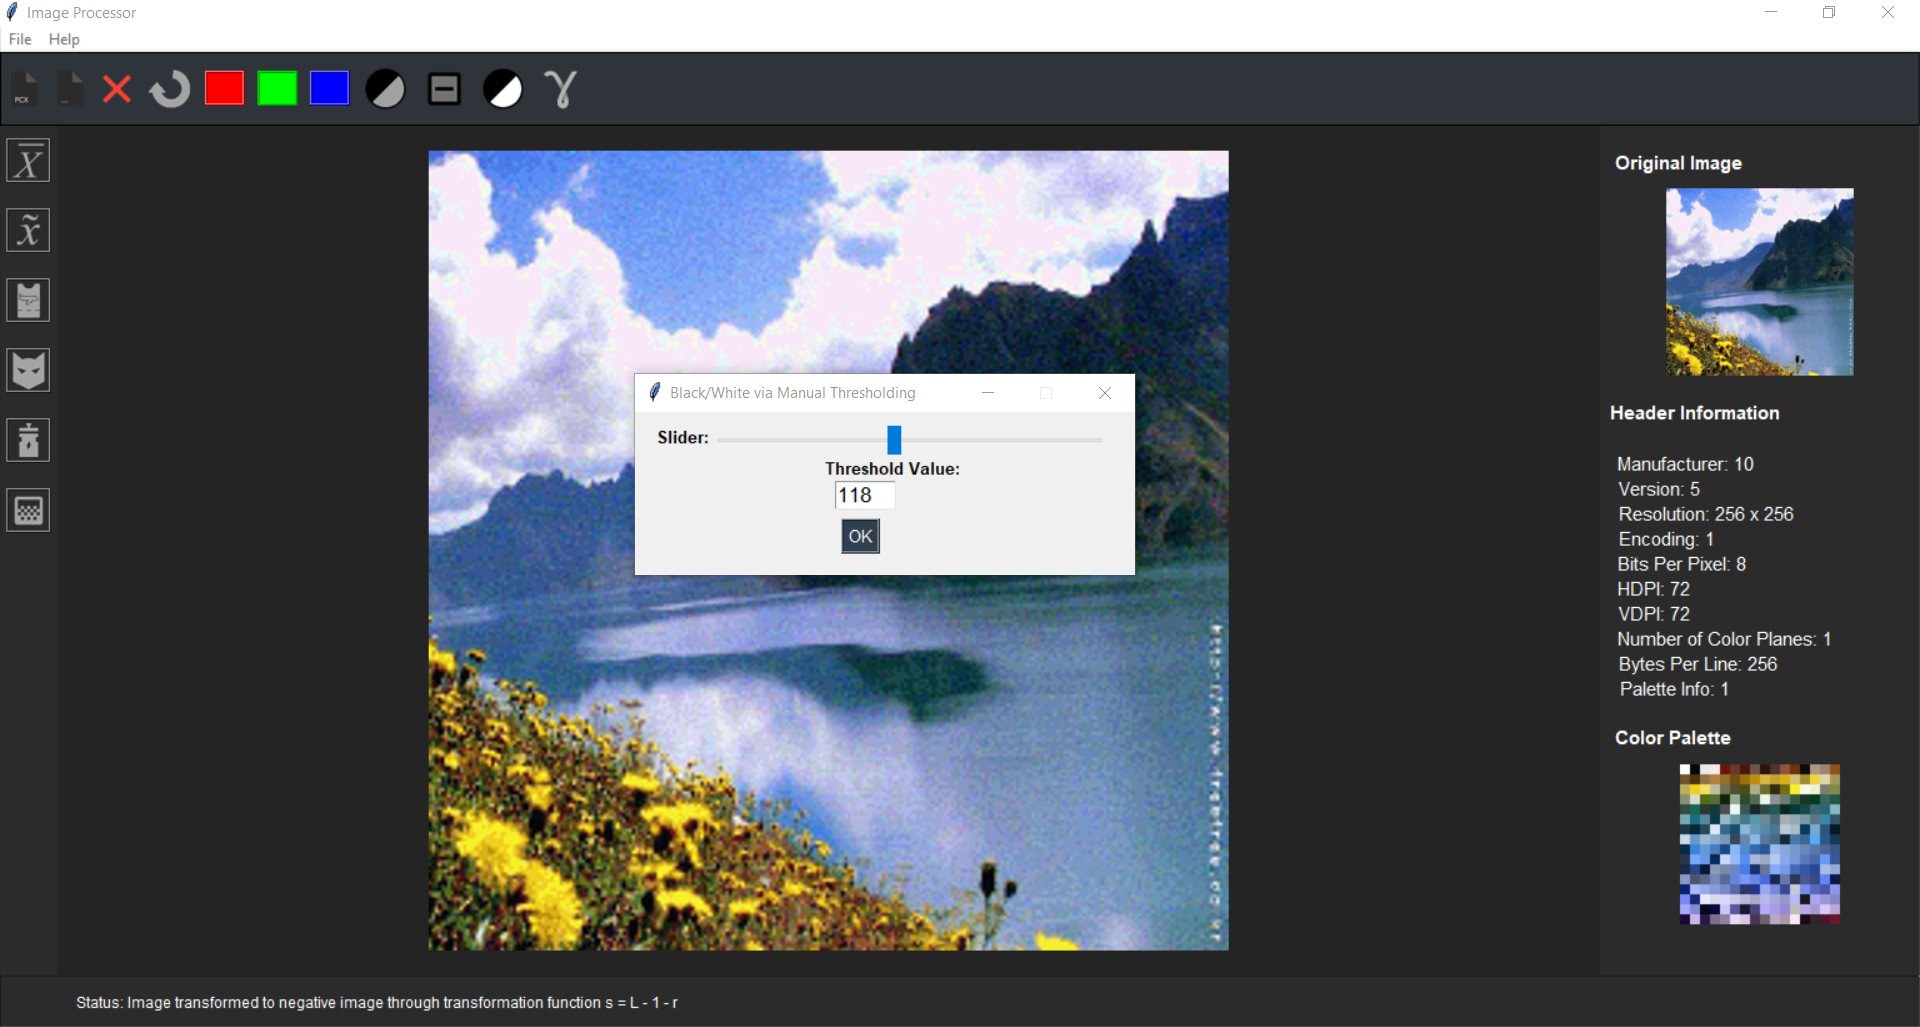 Image Processor
File Help
PCX
...
X
x̃
Original Image
Black/White via Manual Thresholding
Slider:
Threshold Value:
118
OK
Header Information
Manufacturer: 10
Version: 5
Resolution: 256 x 256
Encoding: 1
Bits Per Pixel: 8
HDPI: 72
VDPI: 72
Number of Color Planes: 1
Bytes Per Line: 256
Palette Info: 1
Color Palette
Status: Image transformed to negative image through transformation function s = L - 1 - r